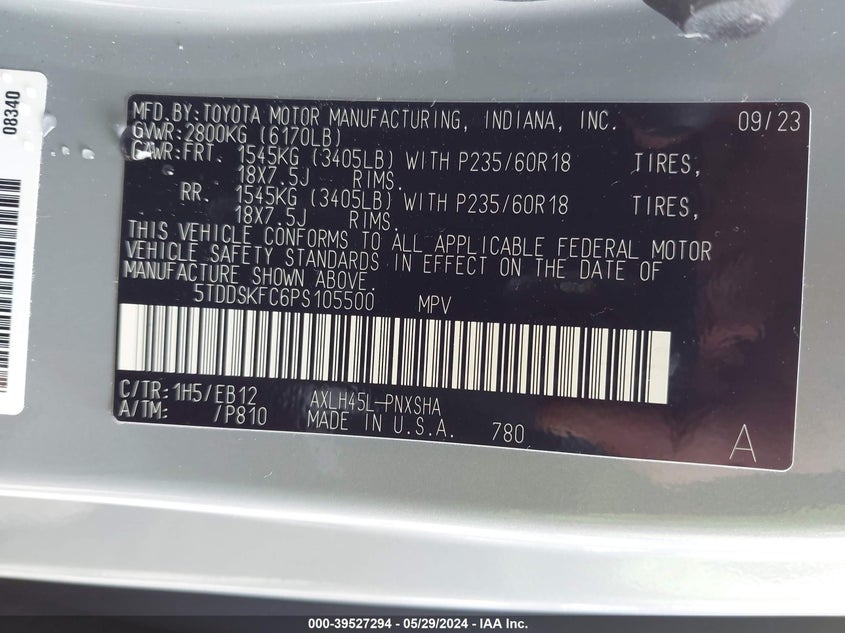 08340
MFD.BY:TOYOTA MOTOR MANUFACTURING, INDIANA, INC. 09/23
GVWR:2800KG (6170LB)
GAWR:FRT. 1545KG (3405LB) WITH P235/60R18 TIRES,
18X7.5J RIMS.
RR. 1545KG (3405LB) WITH P235/60R18 TIRES,
18X7.5J RIMS.
THIS VEHICLE CONFORMS TO ALL APPLICABLE FEDERAL MOTOR
VEHICLE SAFETY STANDARDS IN EFFECT ON THE DATE OF
MANUFACTURE SHOWN ABOVE.
5TDDSKFC6PS105500 MPV
C/TR:1H5/EB12 AXLH45L-PNXSHA
A/TM: /P810 MADE IN U.S.A. 780
A
000-39527294 - 05/29/2024 - IAA Inc.